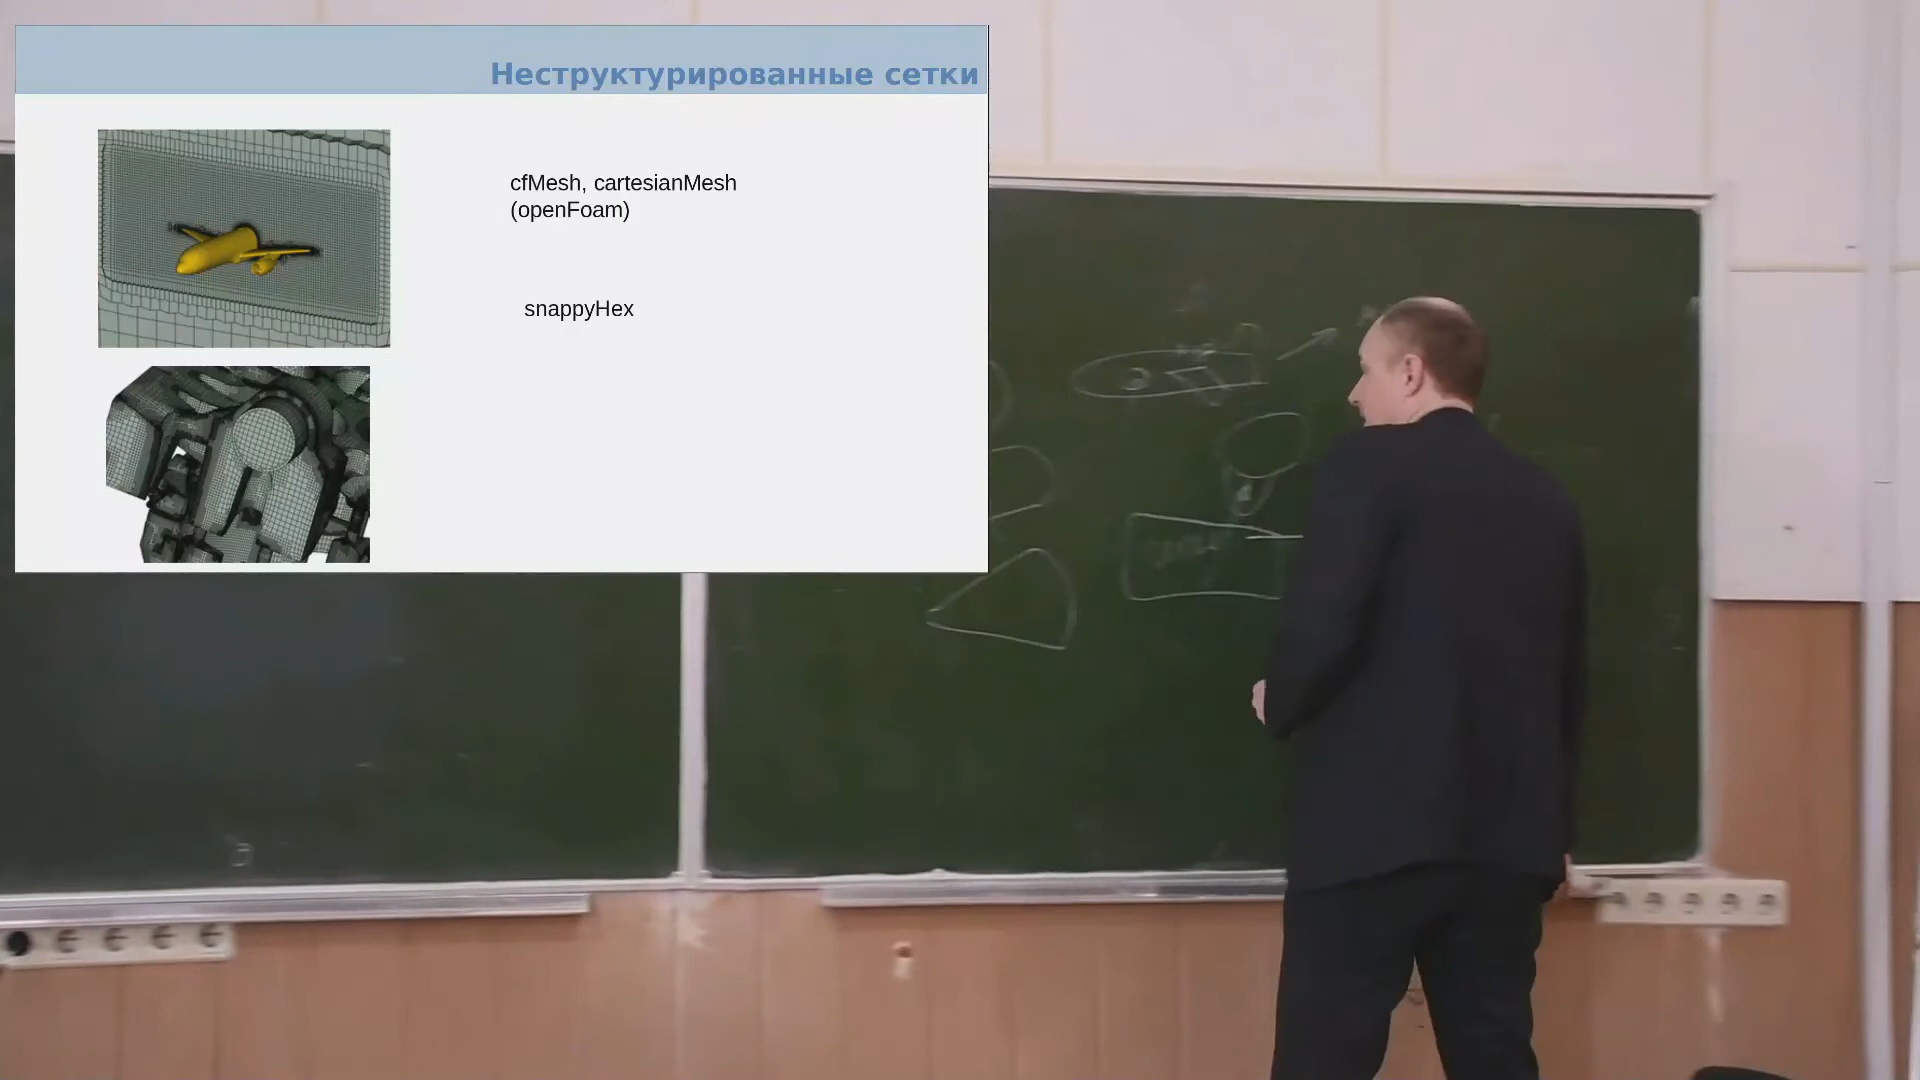 Неструктурированные сетки
cfMesh, cartesianMesh
(openFoam)
snappyHex